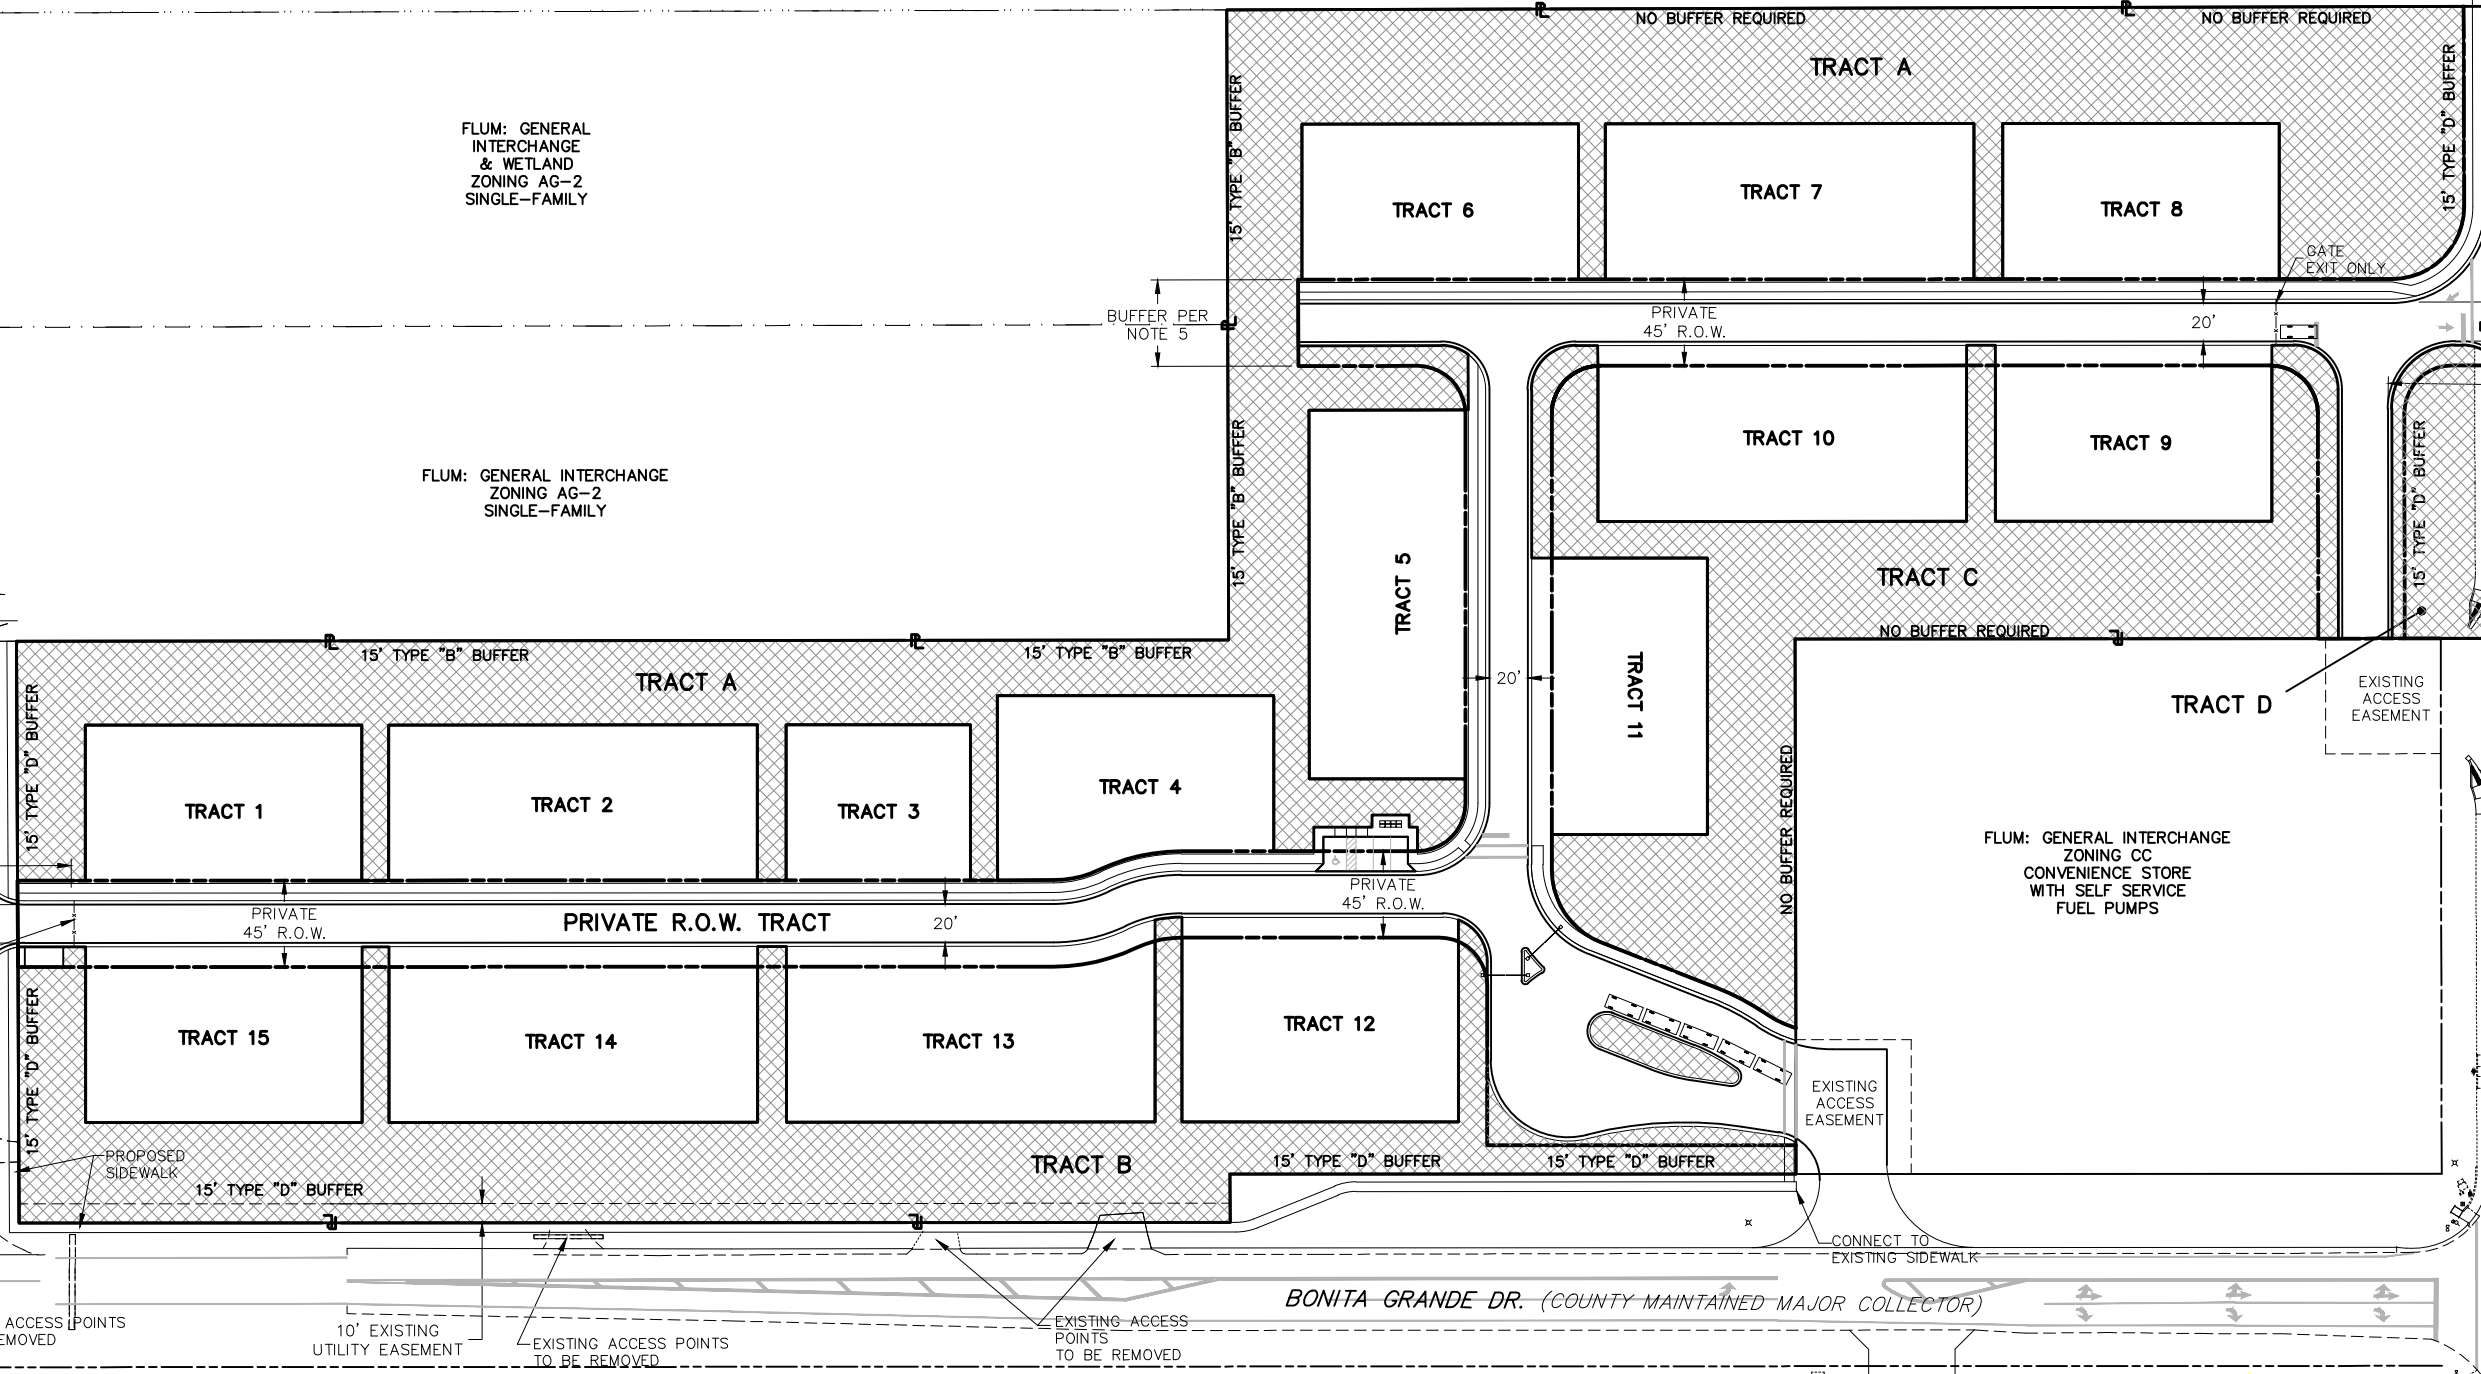 NO BUFFER REQUIRED
NO BUFFER REQUIRED
TRACT A
15' TYPE "B" BUFFER
15' TYPE "D" BUFFER
FLUM: GENERAL
INTERCHANGE
& WETLAND
ZONING AG-2
SINGLE-FAMILY
TRACT 6
TRACT 7
TRACT 8
GATE
EXIT ONLY
BUFFER PER
NOTE 5
PRIVATE
45' R.O.W.
20'
FLUM: GENERAL INTERCHANGE
ZONING AG-2
SINGLE-FAMILY
15' TYPE "B" BUFFER
TRACT 5
TRACT 10
TRACT 9
15' TYPE "D" BUFFER
TRACT C
NO BUFFER REQUIRED
15' TYPE "B" BUFFER
15' TYPE "B" BUFFER
TRACT A
15' TYPE "D" BUFFER
20'
TRACT 11
TRACT D
EXISTING
ACCESS
EASEMENT
TRACT 1
TRACT 2
TRACT 3
TRACT 4
NO BUFFER REQUIRED
FLUM: GENERAL INTERCHANGE
ZONING CC
CONVENIENCE STORE
WITH SELF SERVICE
FUEL PUMPS
PRIVATE
45' R.O.W.
PRIVATE R.O.W. TRACT
20'
PRIVATE
45' R.O.W.
15' TYPE "D" BUFFER
TRACT 15
TRACT 14
TRACT 13
TRACT 12
EXISTING
ACCESS
EASEMENT
PROPOSED
SIDEWALK
15' TYPE "D" BUFFER
TRACT B
15' TYPE "D" BUFFER
15' TYPE "D" BUFFER
CONNECT TO
EXISTING SIDEWALK
BONITA GRANDE DR. (COUNTY MAINTAINED MAJOR COLLECTOR)
ACCESS POINTS
10' EXISTING
UTILITY EASEMENT
EXISTING ACCESS POINTS
TO BE REMOVED
EXISTING ACCESS
POINTS
TO BE REMOVED